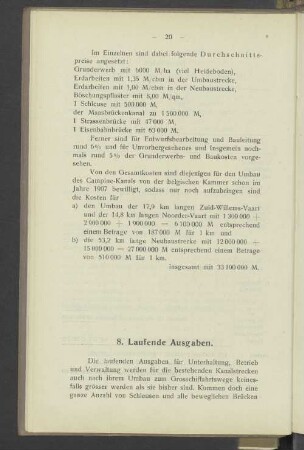 — 20 —
Im Einzelnen sind dabei folgende Durchschnitts-
preise angesetzt:
Grunderwerb mit 6000 M/ha (viel Heideboden),
Erdarbeiten mit 1,35 M/cbm in der Umbaustrecke,
Erdarbeiten mit 1,00 M/cbm in der Neubaustrecke,
Böschungspflaster mit 6,00 M/qm,
1 Schleuse mit 500 000 M,
der Maasbrückenkanal zu 1 500 000 M,
1 Strassenbrücke mit 47 000 M,
1 Eisenbahnbrücke mit 80 000 M.
Ferner sind für Entwurfsbearbeitung und Bauleitung
rund 6% und für Unvorhergesehenes und Insgemein noch-
mals rund 5% der Grunderwerbs- und Baukosten vorge-
sehen.
Von den Gesamtkosten sind diejenigen für den Umbau
des Campine-Kanals von der belgischen Kammer schon im
Jahre 1907 bewilligt, sodass nur noch aufzubringen sind
die Kosten für
a) den Umbau der 17,9 km langen Zuid-Willems-Vaart
und der 14,8 km langen Noorder-Vaart mit 1 300 000 +
2 900 000 + 1 900 000 = 6 100 000 M entsprechend
einem Betrage von 187 000 M für 1 km und
b) die 53,2 km lange Neubaustrecke mit 12 000 000 +
15 000 000 = 27 000 000 M entsprechend einem Betrage
von 510 000 M für 1 km.
insgesamt mit 33 100 000 M.
8. Laufende Ausgaben.
Die laufenden Ausgaben für Unterhaltung, Betrieb
und Verwaltung werden für die bestehenden Kanalstrecken
auch nach ihrem Umbau zum Grosschiffahrtswege keines-
falls grösser werden als sie bisher sind. Kommen doch eine
ganze Anzahl von Schleusen und alle beweglichen Brücken